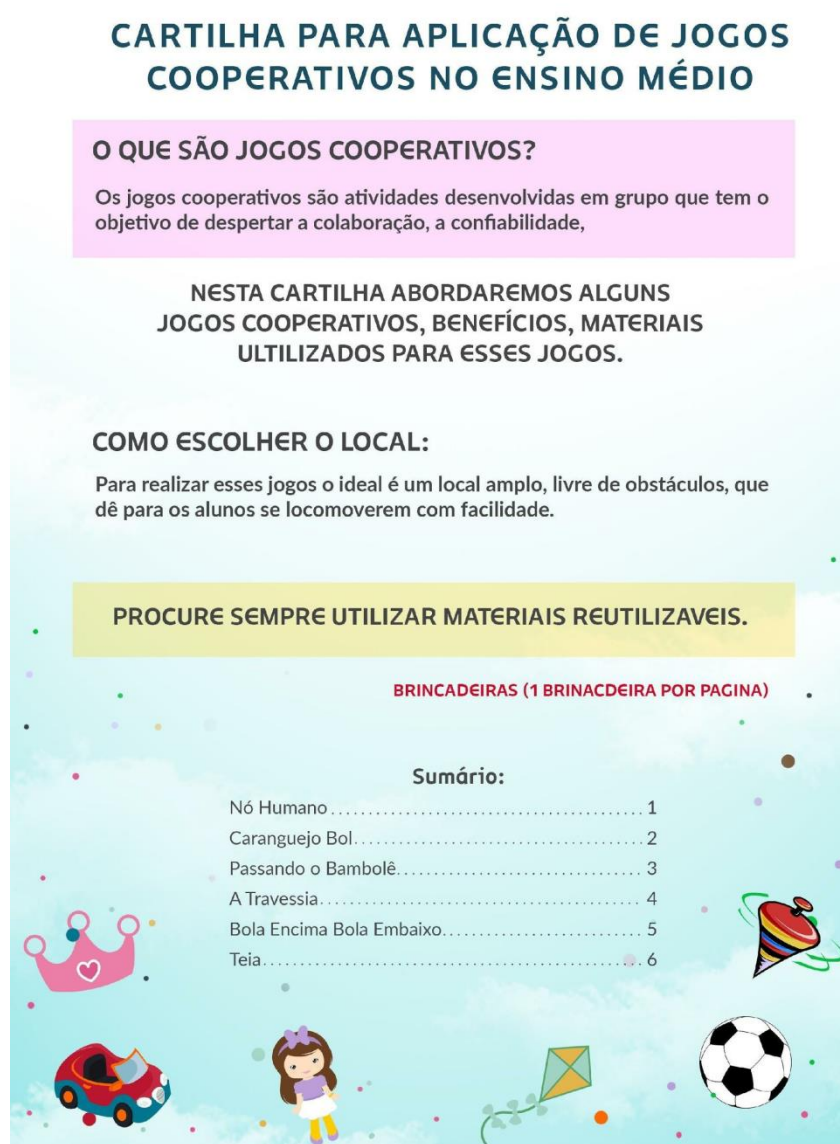 CARTILHA PARA APLICAÇÃO DE JOGOS
COOPERATIVOS NO ENSINO MÉDIO
O QUE SÃO JOGOS COOPERATIVOS?
Os jogos cooperativos são atividades desenvolvidas em grupo que tem o
objetivo de despertar a colaboração, a confiabilidade,
NESTA CARTILHA ABORDAREMOS ALGUNS
JOGOS COOPERATIVOS, BENEFÍCIOS, MATERIAIS
ULTILIZADOS PARA ESSES JOGOS.
COMO ESCOLHER O LOCAL:
Para realizar esses jogos o ideal é um local amplo, livre de obstáculos, que
dê para os alunos se locomoverem com facilidade.
PROCURE SEMPRE UTILIZAR MATERIAIS REUTILIZAVEIS.
BRINCADEIRAS (1 BRINACDEIRA POR PAGINA)
Sumário:
Nó Humano 1
Caranguejo Bol 2
Passando o Bambolê 3
A Travessia 4
Bola Encima Bola Embaixo 5
Teia 6